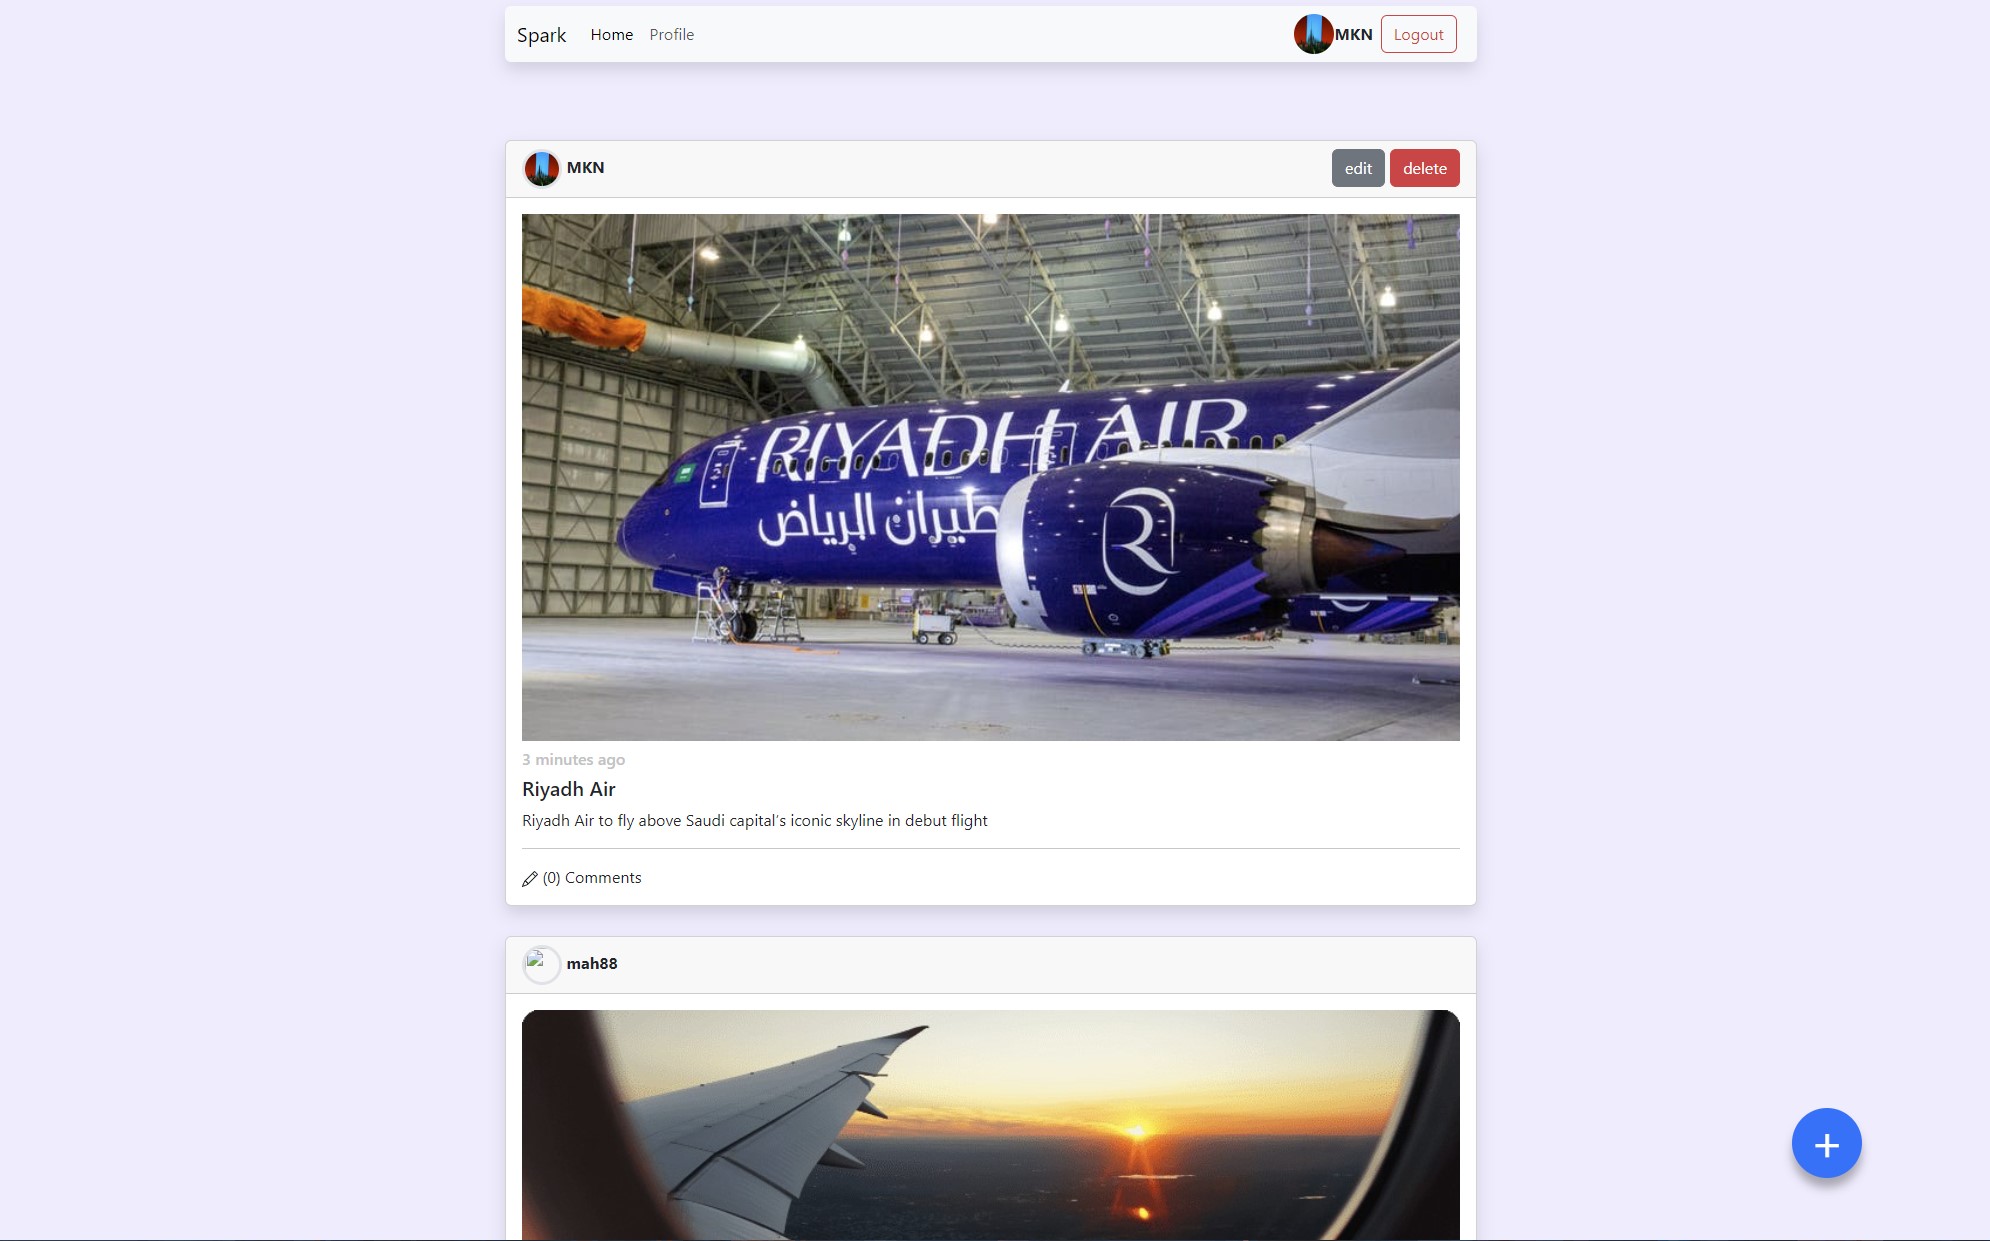 Spark Home Profile MKN Logout
MKN edit delete
RIYADH AIR
طيران الرياض
R
3 minutes ago
Riyadh Air
Riyadh Air to fly above Saudi capital's iconic skyline in debut flight
(0) Comments
mah88
+